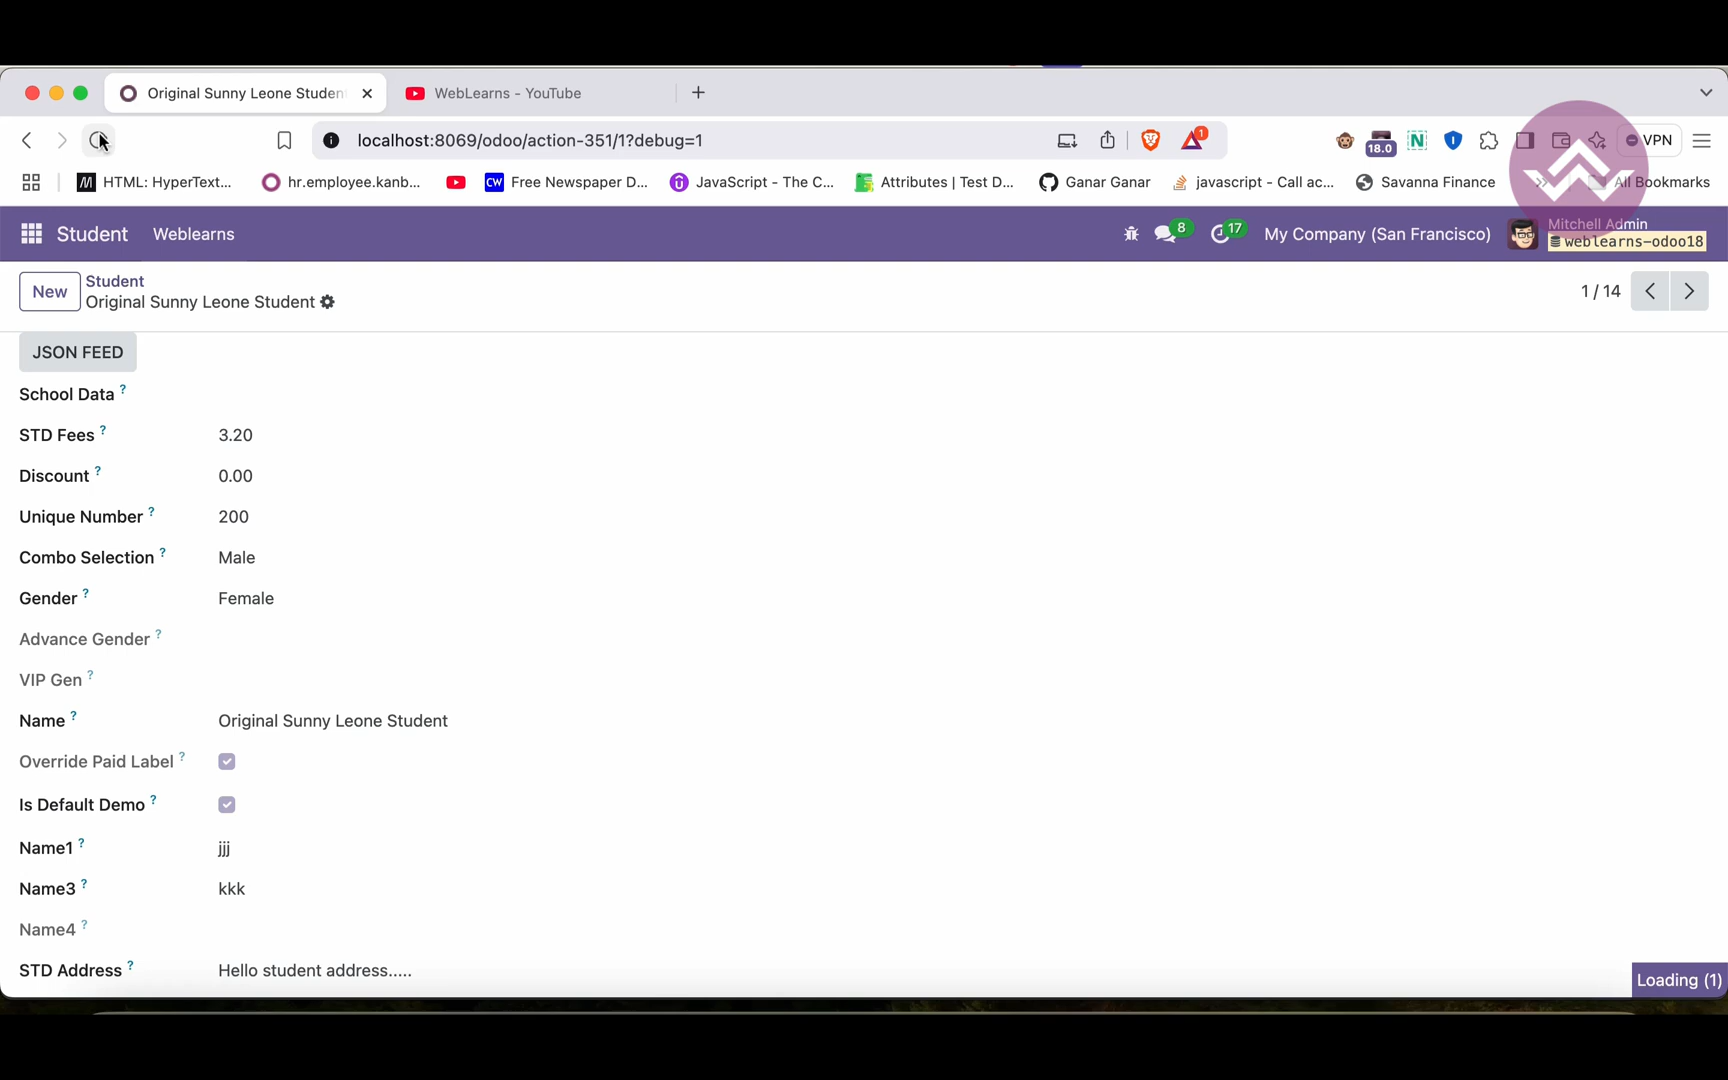 Original Sunny Leone Studen
WebLearns - YouTube
localhost:8069/odoo/action-351/1?debug=1
1
18.0
N
VPN
HTML: HyperText...
hr.employee.kanb...
CW Free Newspaper D...
JavaScript - The C...
Attributes | Test D...
Ganar Ganar
javascript - Call ac...
Savanna Finance
All Bookmarks
Student
Weblearns
8
17
My Company (San Francisco)
Mitchell Admin
weblearns-odoo18
New
Student
Original Sunny Leone Student
1 / 14
JSON FEED
School Data ?
STD Fees ? 3.20
Discount ? 0.00
Unique Number ? 200
Combo Selection ? Male
Gender ? Female
Advance Gender ?
VIP Gen ?
Name ? Original Sunny Leone Student
Override Paid Label ?
Is Default Demo ?
Name1 ? jjj
Name3 ? kkk
Name4 ?
STD Address ? Hello student address.....
Loading (1)